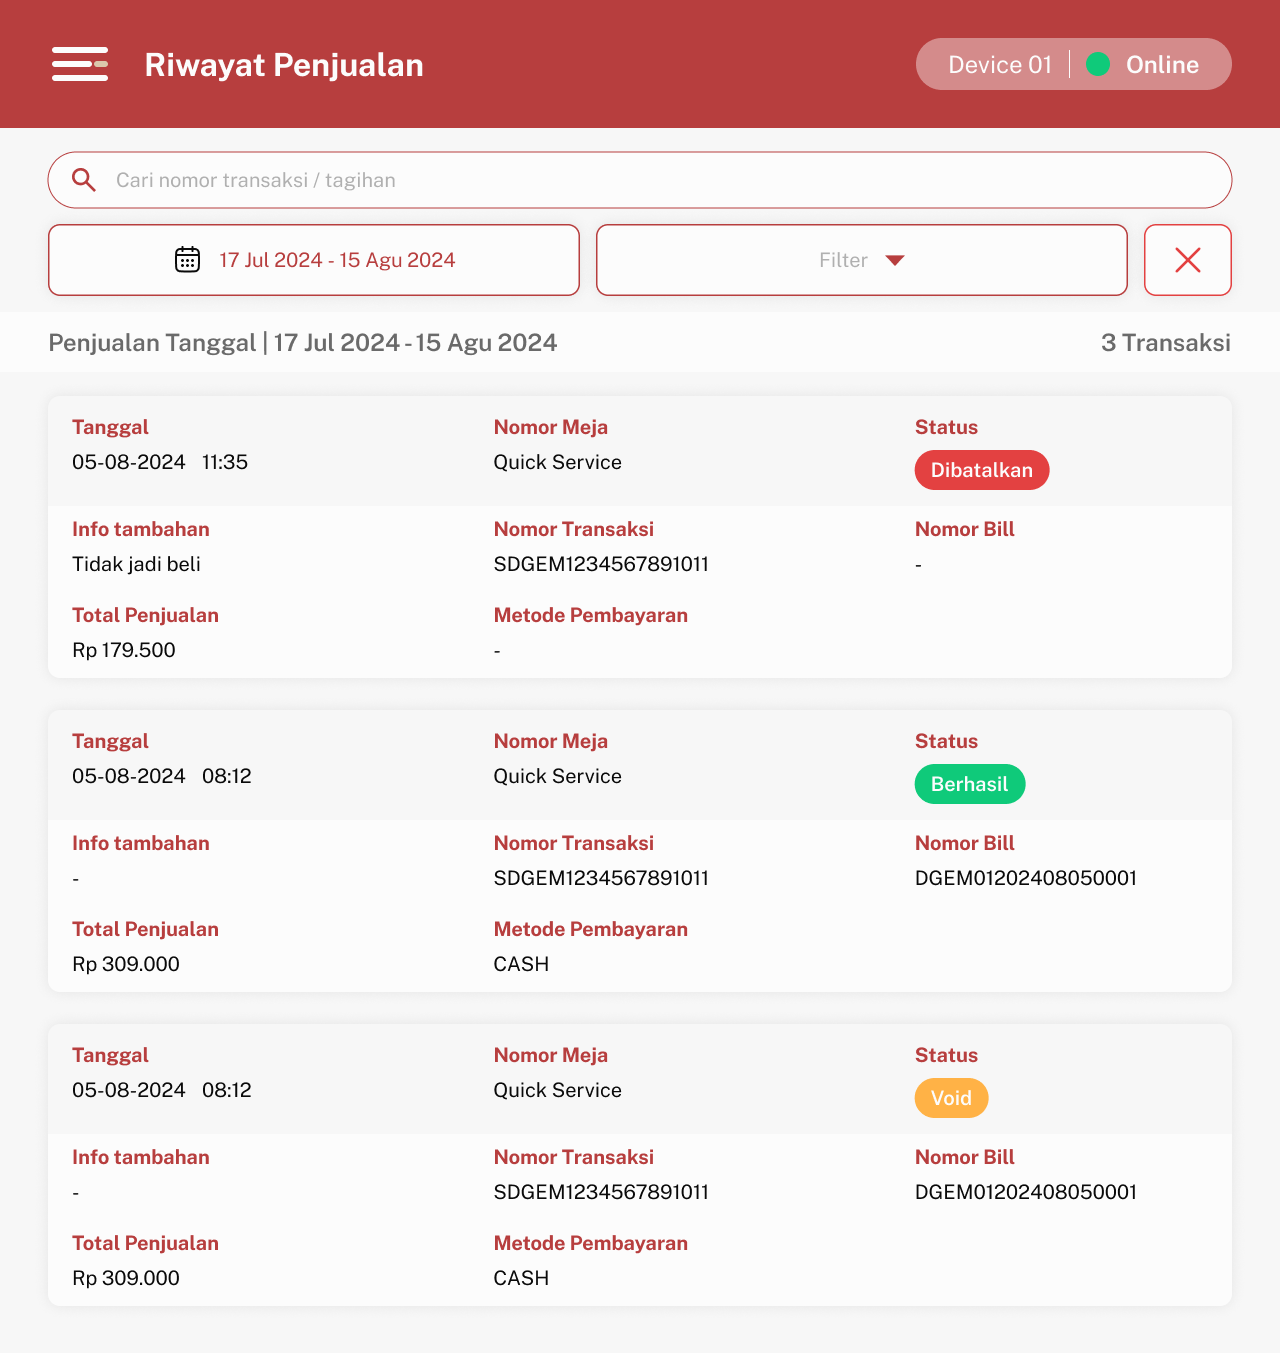 Riwayat Penjualan
Device 01 | Online
Cari nomor transaksi / tagihan
17 Jul 2024 - 15 Agu 2024
Filter
Penjualan Tanggal | 17 Jul 2024 - 15 Agu 2024
3 Transaksi
Tanggal
Nomor Meja
Status
05-08-2024 11:35
Quick Service
Dibatalkan
Info tambahan
Nomor Transaksi
Nomor Bill
Tidak jadi beli
SDGEM1234567891011
-
Total Penjualan
Metode Pembayaran
Rp 179.500
-
Tanggal
Nomor Meja
Status
05-08-2024 08:12
Quick Service
Berhasil
Info tambahan
Nomor Transaksi
Nomor Bill
-
SDGEM1234567891011
DGEM01202408050001
Total Penjualan
Metode Pembayaran
Rp 309.000
CASH
Tanggal
Nomor Meja
Status
05-08-2024 08:12
Quick Service
Void
Info tambahan
Nomor Transaksi
Nomor Bill
-
SDGEM1234567891011
DGEM01202408050001
Total Penjualan
Metode Pembayaran
Rp 309.000
CASH